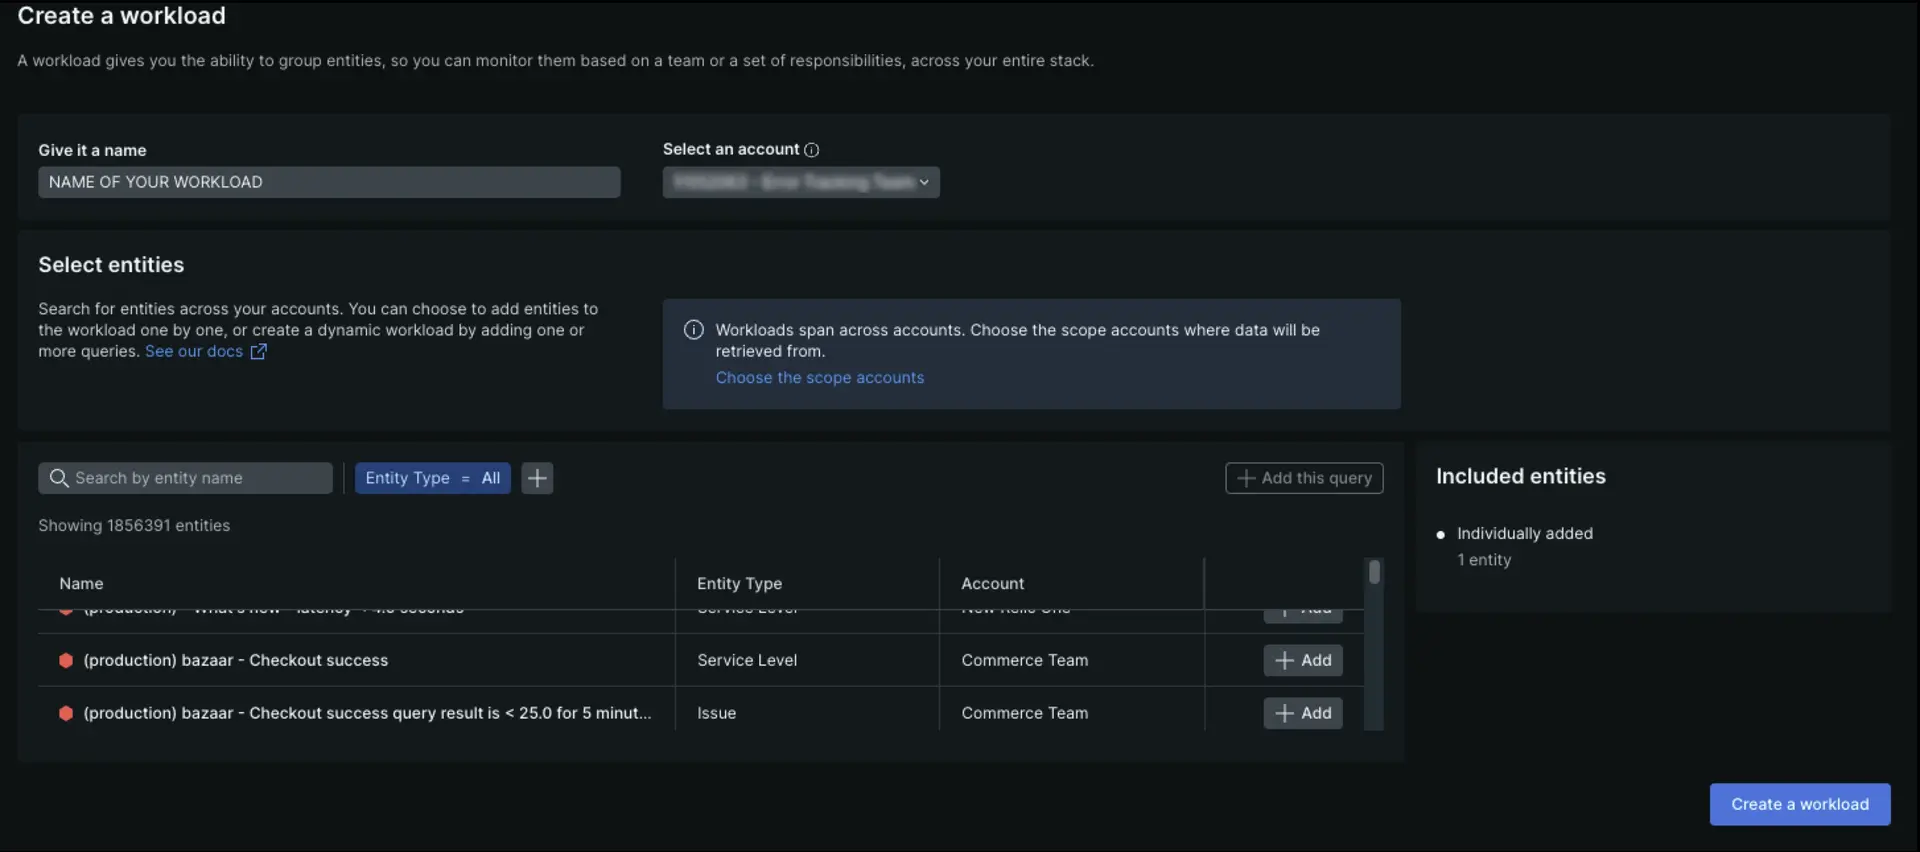 Create a workload
A workload gives you the ability to group entities, so you can monitor them based on a team or a set of responsibilities, across your entire stack.
Give it a name
Select an account
NAME OF YOUR WORKLOAD
Select entities
Search for entities across your accounts. You can choose to add entities to
the workload one by one, or create a dynamic workload by adding one or
more queries. See our docs
Workloads span across accounts. Choose the scope accounts where data will be
retrieved from.
Choose the scope accounts
Search by entity name
Entity Type = All
+ Add this query
Showing 1856391 entities
Included entities
Individually added
1 entity
Name Entity Type Account
(production) bazaar - Checkout success Service Level Commerce Team + Add
(production) bazaar - Checkout success query result is < 25.0 for 5 minut... Issue Commerce Team + Add
Create a workload